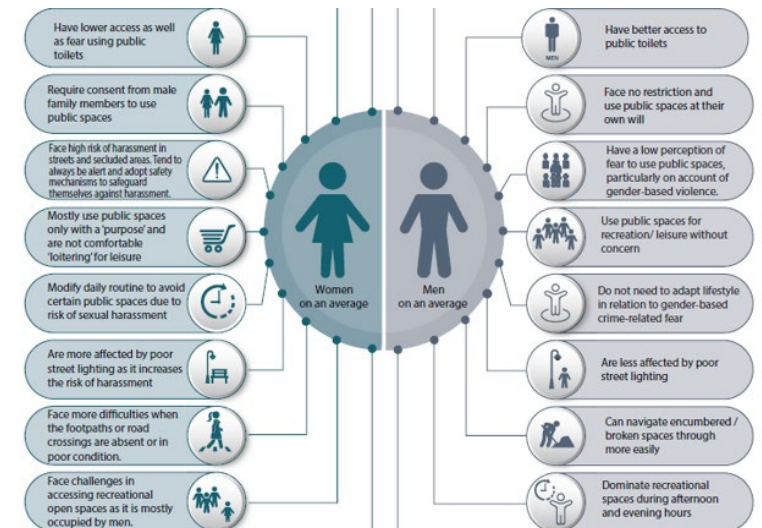 Have lower access as well
as fear using public
toilets
Require consent from male
family members to use
public spaces
Face high risk of harassment in
streets and secluded areas. Tend to
always be alert and adopt safety
mechanisms to safeguard
themselves against harassment.
Mostly use public spaces
only with a 'purpose' and
are not comfortable
'loitering' for leisure
Modify daily routine to avoid
certain public spaces due to
risk of sexual harassment
Are more affected by poor
street lighting as it increases
the risk of harassment
Face more difficulties when
the footpaths or road
crossings are absent or in
poor condition.
Face challenges in
accessing recreational
open spaces as it is mostly
occupied by men.
Women
on an average
Men
on an average
MEN
Have better access to
public toilets
Face no restriction and
use public spaces at their
own will
Have a low perception of
fear to use public spaces,
particularly on account of
gender-based violence.
Use public spaces for
recreation/ leisure without
concern
Do not need to adapt lifestyle
in relation to gender-based
crime-related fear
Are less affected by poor
street lighting
Can navigate encumbered /
broken spaces through
more easily
Dominate recreational
spaces during afternoon
and evening hours